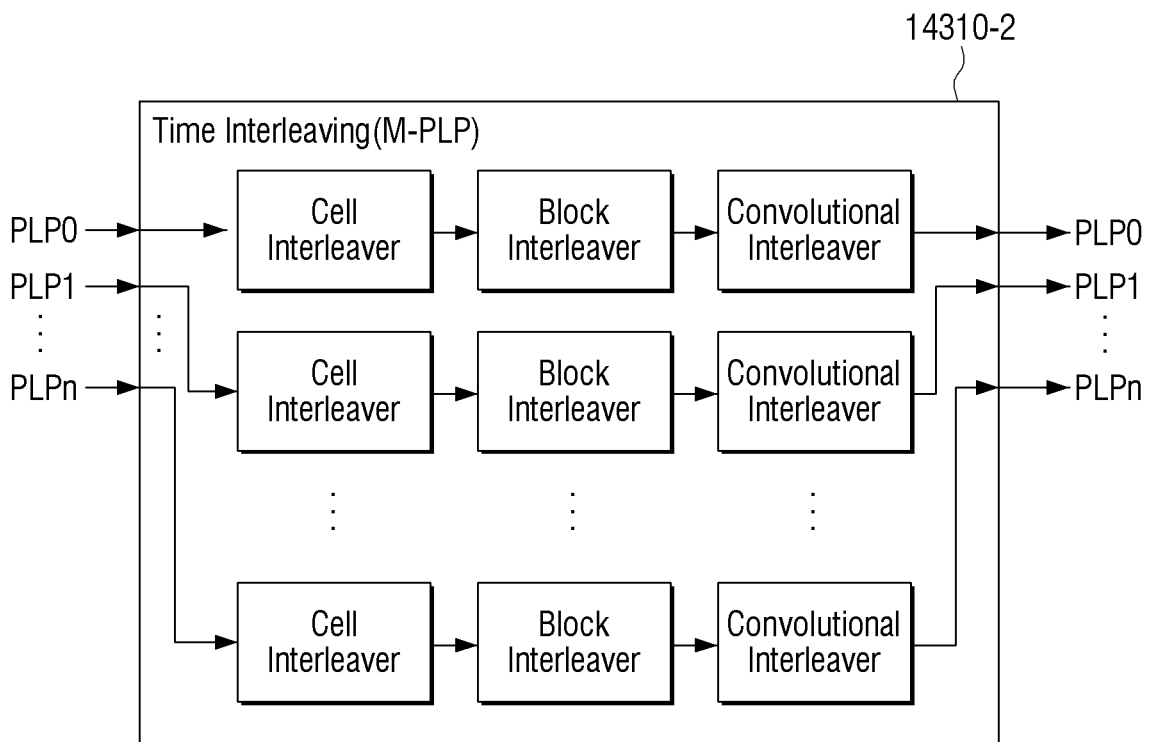 14310-2
Time Interleaving(M-PLP)
PLP0
Cell
Interleaver
Block
Interleaver
Convolutional
Interleaver
PLP0
PLP1
PLP1
Cell
Interleaver
Block
Interleaver
Convolutional
Interleaver
PLPn
PLPn
Cell
Interleaver
Block
Interleaver
Convolutional
Interleaver